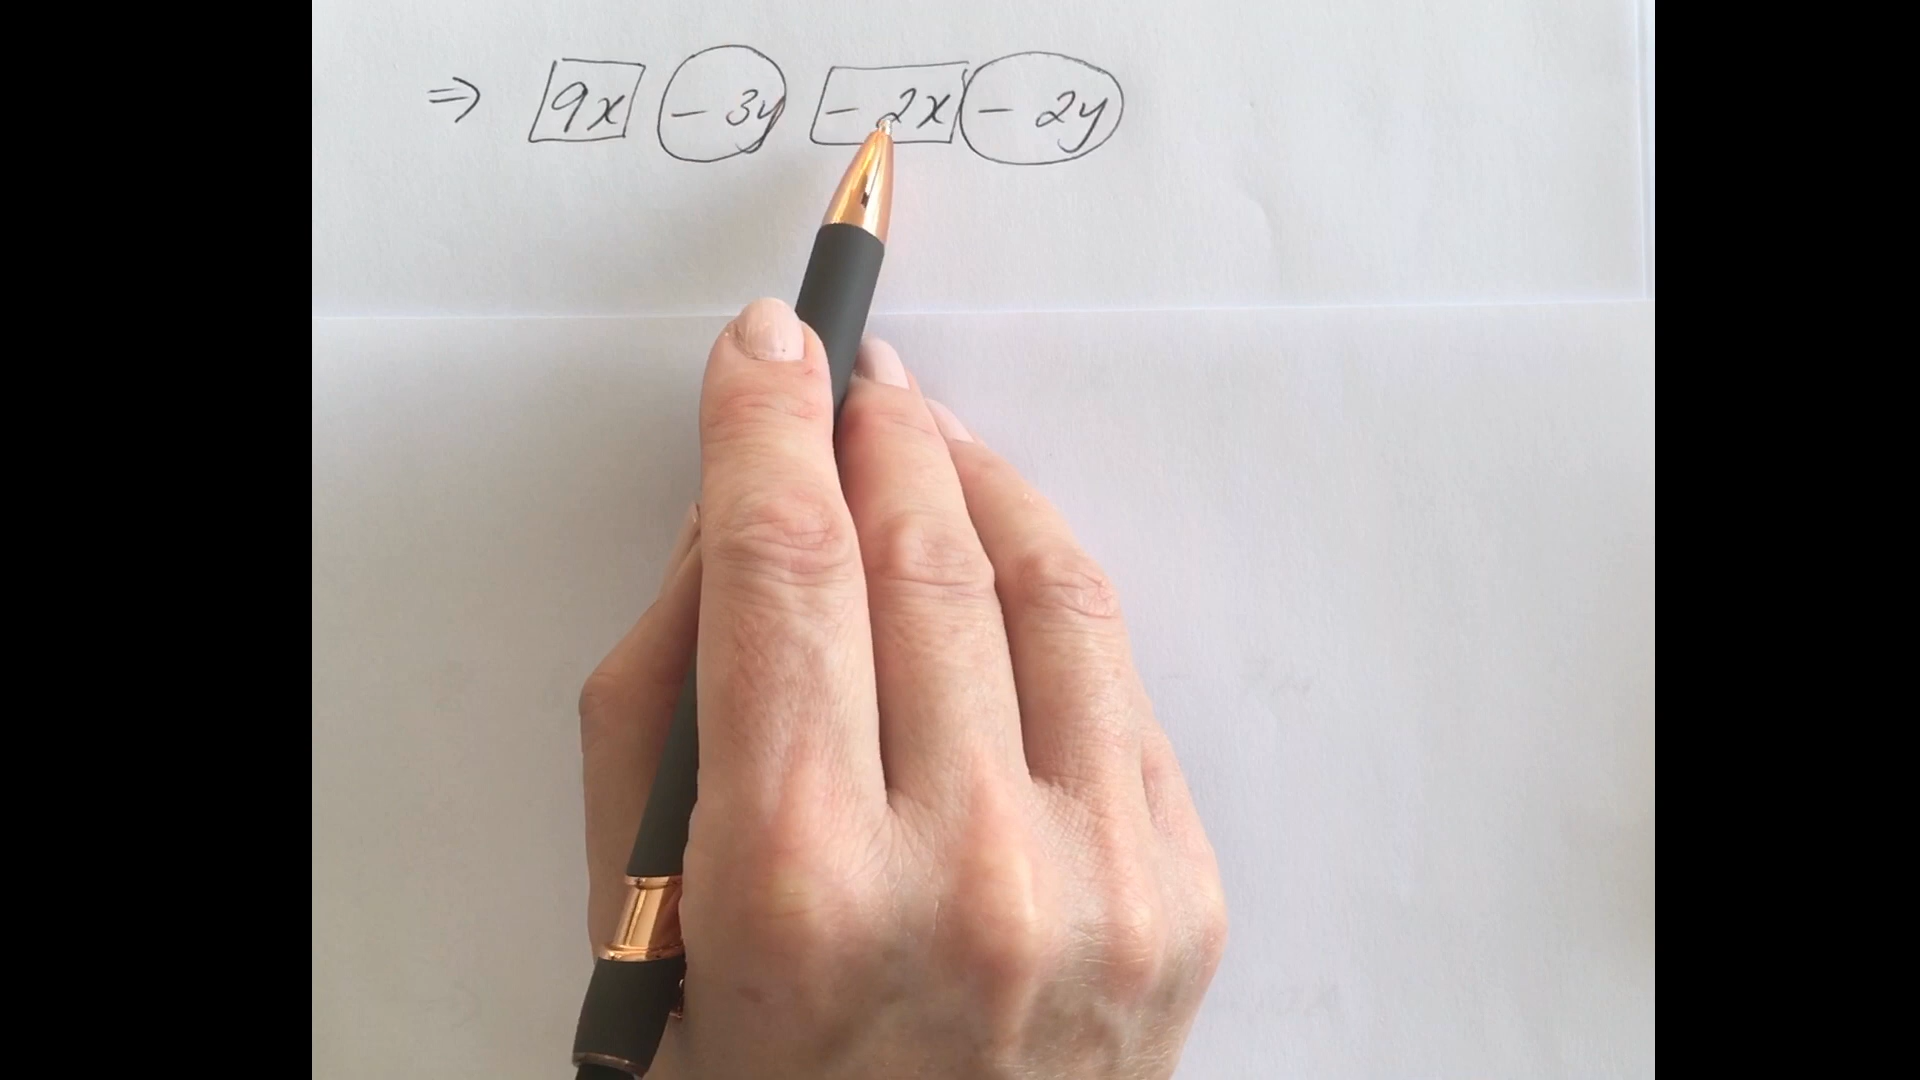 ⇒ 9x - 3y - 2x - 2y